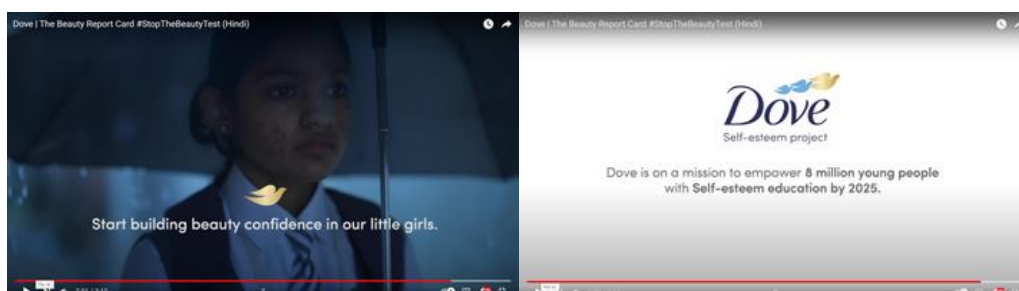 Dove | The Beauty Report Card #StopTheBeautyTest (Hindi)
Start building beauty confidence in our little girls.
Dove | The Beauty Report Card #StopTheBeautyTest (Hindi)
Dove
Self-esteem project
Dove is on a mission to empower 8 million young people
with Self-esteem education by 2025.